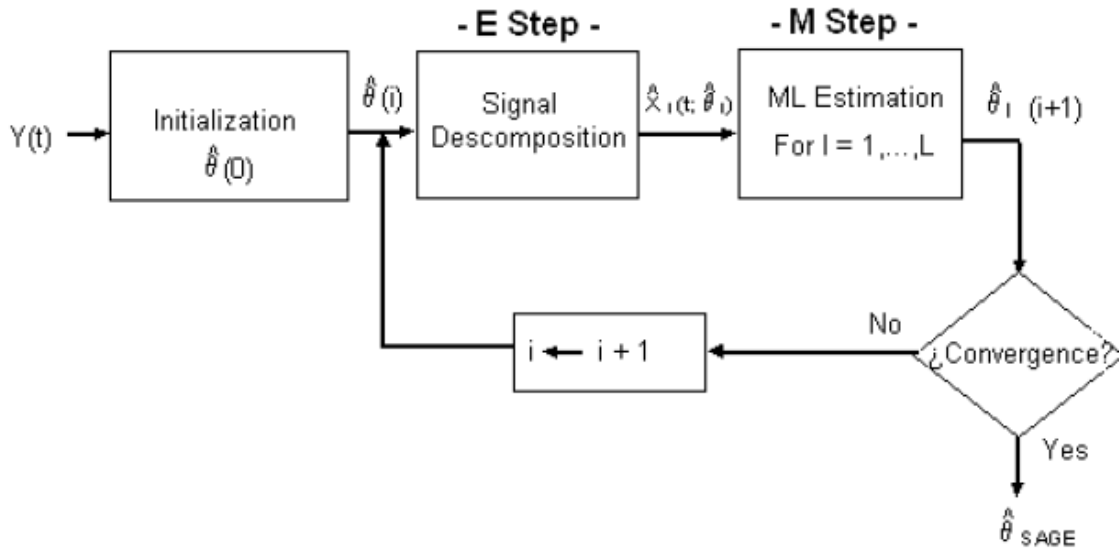 - E Step -
- M Step -
Y(t)
Initialization
θ̂(0)
θ̂(i)
Signal
Descomposition
X̂ l(t; θ̂l)
ML Estimation
For l = 1,...,L
θ̂l (i+1)
¿Convergence?
No
i ← i + 1
Yes
θ̂ SAGE